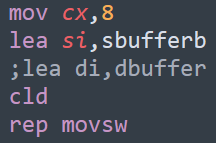 mov cx,8
lea si,sbufferb
;lea di,dbuffer
cld
rep movsw